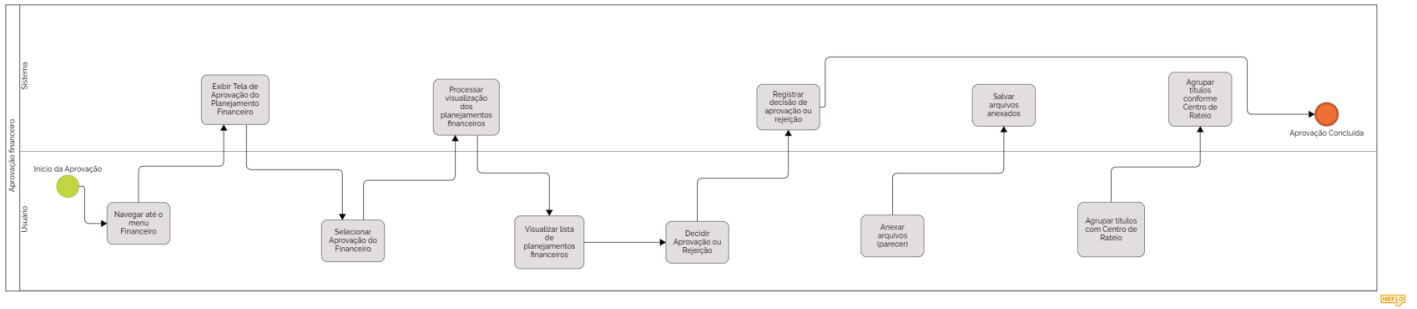 Aprovação financeiro
Sistema
Usuário
Início da Aprovação
Navegar até o
menu
Financeiro
Exibir Tela de
Aprovação do
Planejamento
Financeiro
Selecionar
Aprovação do
Financeiro
Processar
visualização
dos
planejamentos
financeiros
Visualizar lista
de
planejamentos
financeiros
Decidir
Aprovação ou
Rejeição
Registrar
decisão de
aprovação ou
rejeição
Anexar
arquivos
(parecer)
Salvar
arquivos
anexados
Agrupar títulos
com Centro de
Rateio
Agrupar
títulos
conforme
Centro de
Rateio
Aprovação Concluída
HEFLO